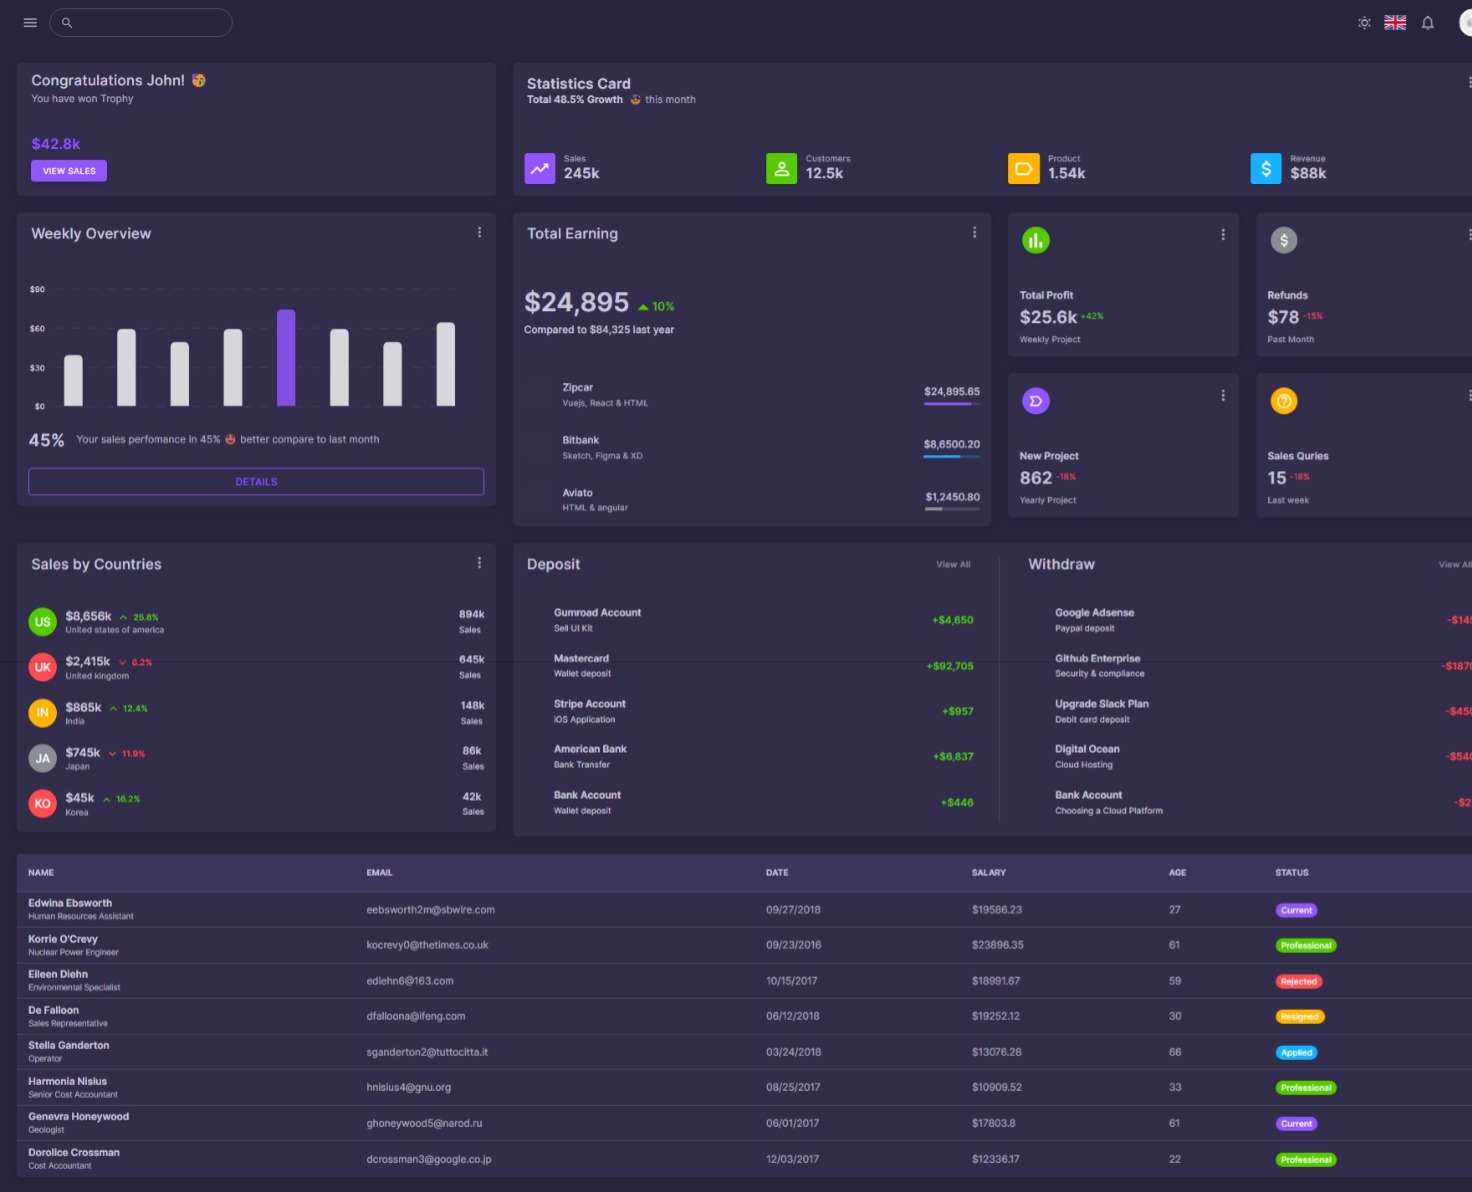 Congratulations John!
You have won Trophy
$42.8k
VIEW SALES
Statistics Card
Total 48.5% Growth this month
Sales
245k
Customers
12.5k
Product
1.54k
Revenue
$88k
Weekly Overview
$90
$60
$30
$0
45% Your sales perfomance in 45% better compare to last month
DETAILS
Total Earning
$24,895 10%
Compared to $84,325 last year
Zipcar $24,895.65
Vuejs, React & HTML
Bitbank $8,6500.20
Sketch, Figma & XD
Aviato $1,2450.80
HTML & angular
Total Profit
$25.6k +42%
Weekly Project
Refunds
$78 -15%
Past Month
New Project
862 -18%
Yearly Project
Sales Quries
15 -18%
Last week
Sales by Countries
US $8,656k 25.8% 894k
United states of america Sales
UK $2,415k 6.2% 645k
United kingdom Sales
IN $865k 12.4% 148k
India Sales
JA $745k 11.9% 86k
Japan Sales
KO $45k 16.2% 42k
Korea Sales
Deposit View All
Gumroad Account +$4,650
Sell UI Kit
Mastercard +$92,705
Wallet deposit
Stripe Account +$957
iOS Application
American Bank +$6,837
Bank Transfer
Bank Account +$446
Wallet deposit
Withdraw View All
Google Adsense
Paypal deposit
Github Enterprise
Security & compliance
Upgrade Slack Plan
Debit card deposit
Digital Ocean
Cloud Hosting
Bank Account
Choosing a Cloud Platform
NAME EMAIL DATE SALARY AGE STATUS
Edwina Ebsworth eebsworth2m@sbwire.com 09/27/2018 $19586.23 27 Current
Human Resources Assistant
Korrie O'Crevy kocrevy0@thetimes.co.uk 09/23/2016 $23896.35 61 Professional
Nuclear Power Engineer
Eileen Diehn ediehn6@163.com 10/15/2017 $18991.67 59 Rejected
Environmental Specialist
De Falloon dfalloona@ifeng.com 06/12/2018 $19252.12 30 Resigned
Sales Representative
Stella Ganderton sganderton2@tuttocitta.it 03/24/2018 $13076.28 66 Applied
Operator
Harmonia Nisius hnisius4@gnu.org 08/25/2017 $10909.52 33 Professional
Senior Cost Accountant
Genevra Honeywood ghoneywood5@narod.ru 06/01/2017 $17803.8 61 Current
Geologist
Dorolice Crossman dcrossman3@google.co.jp 12/03/2017 $12336.17 22 Professional
Cost Accountant